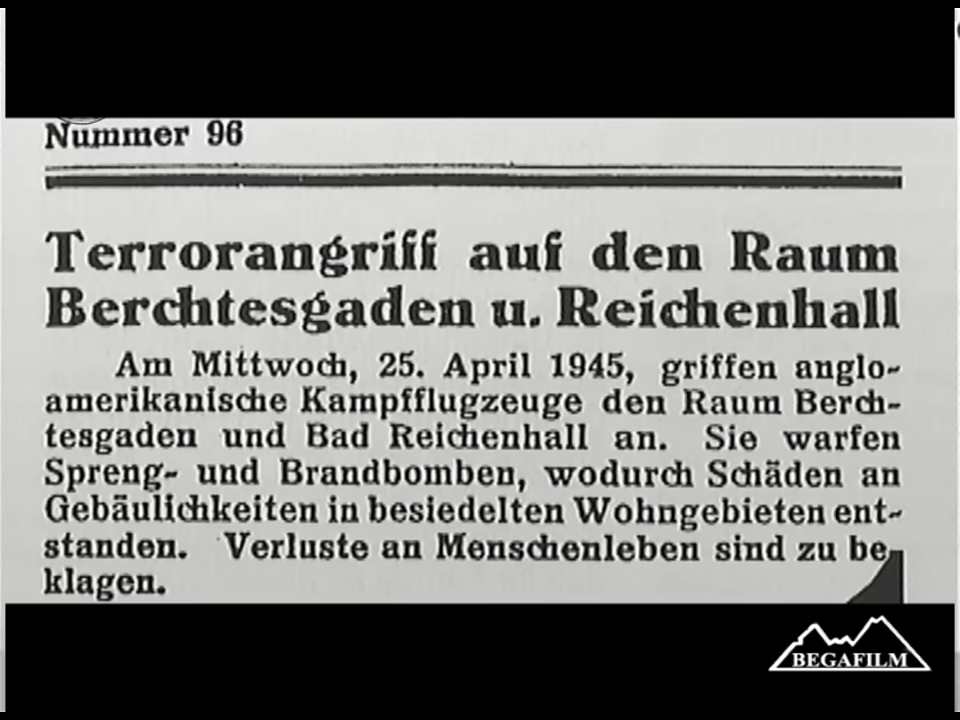 Nummer 96
Terrorangriff auf den Raum
Berchtesgaden u. Reichenhall
Am Mittwoch, 25. April 1945, griffen anglo-
amerikanische Kampfflugzeuge den Raum Berch-
tesgaden und Bad Reichenhall an. Sie warfen
Spreng- und Brandbomben, wodurch Schäden an
Gebäulichkeiten in besiedelten Wohngebieten ent-
standen. Verluste an Menschenleben sind zu be-
klagen.
BEGAFILM